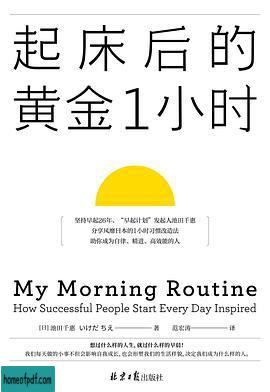 起床后的
黄金1小时
坚持早起26年、“早起计划”发起人池田千惠
分享风靡日本的1小时习惯改造法
助你成为自律、精进、高效能的人
My Morning Routine
How Successful People Start Every Day Inspired
[日] 池田千惠 いけだ ちえ 著 范宏涛 译
想过什么样的人生，就过什么样的早晨！
我们每天做的小事不但会影响自我成长，也会形塑我们的生活样貌，决定我们成为什么样的人。
北京日报出版社
homeofpdf.com